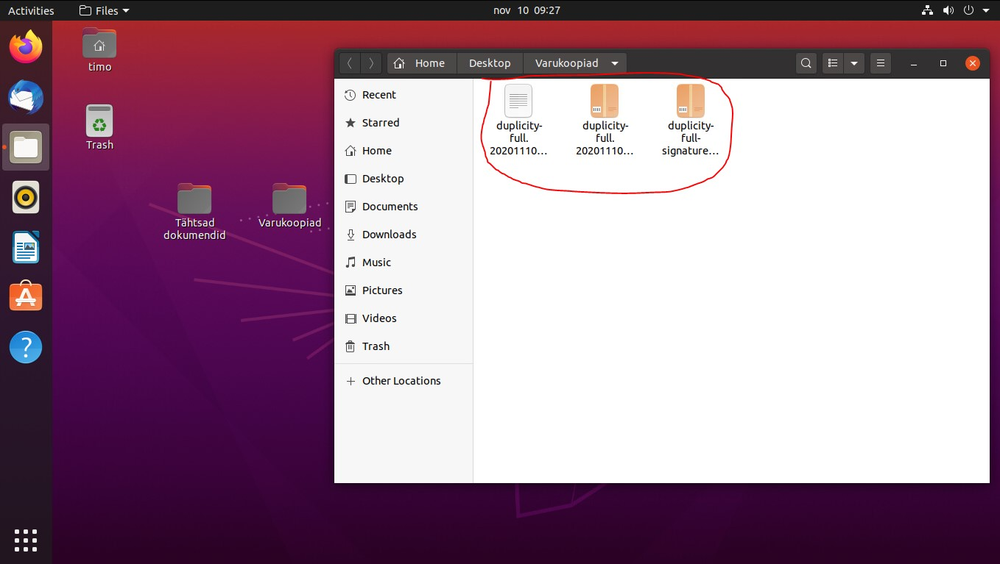 Activities
Files
nov 10 09:27
timo
Trash
Tähtsad
dokumendid
Varukoopiad
Home
Desktop
Varukoopiad
Recent
Starred
Home
Desktop
Documents
Downloads
Music
Pictures
Videos
Trash
Other Locations
duplicity-
full.
20201110…
duplicity-
full.
20201110…
duplicity-
full-
signature…